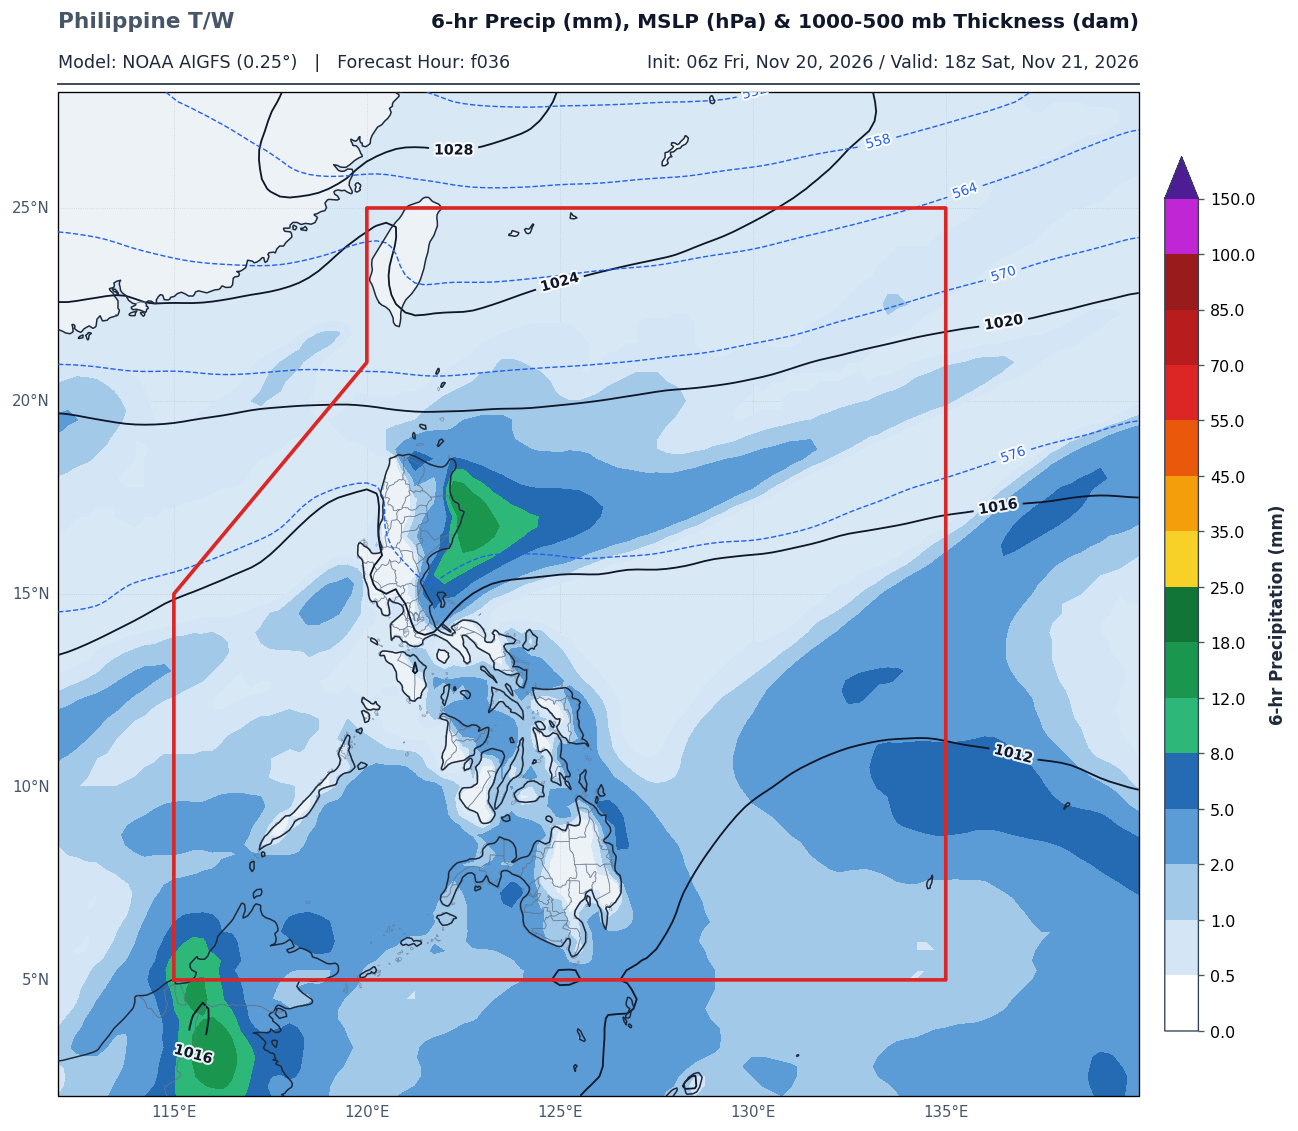 Philippine T/W
6-hr Precip (mm), MSLP (hPa) & 1000-500 mb Thickness (dam)
Model: NOAA AIGFS (0.25°) | Forecast Hour: f036
Init: 06z Fri, Nov 20, 2026 / Valid: 18z Sat, Nov 21, 2026
558
1028
564
25°N
570
1024
1020
20°N
576
1016
15°N
1012
10°N
5°N
1016
115°E
120°E
125°E
130°E
135°E
150.0
100.0
85.0
70.0
55.0
45.0
35.0
25.0
18.0
12.0
8.0
5.0
2.0
1.0
0.5
0.0
6-hr Precipitation (mm)